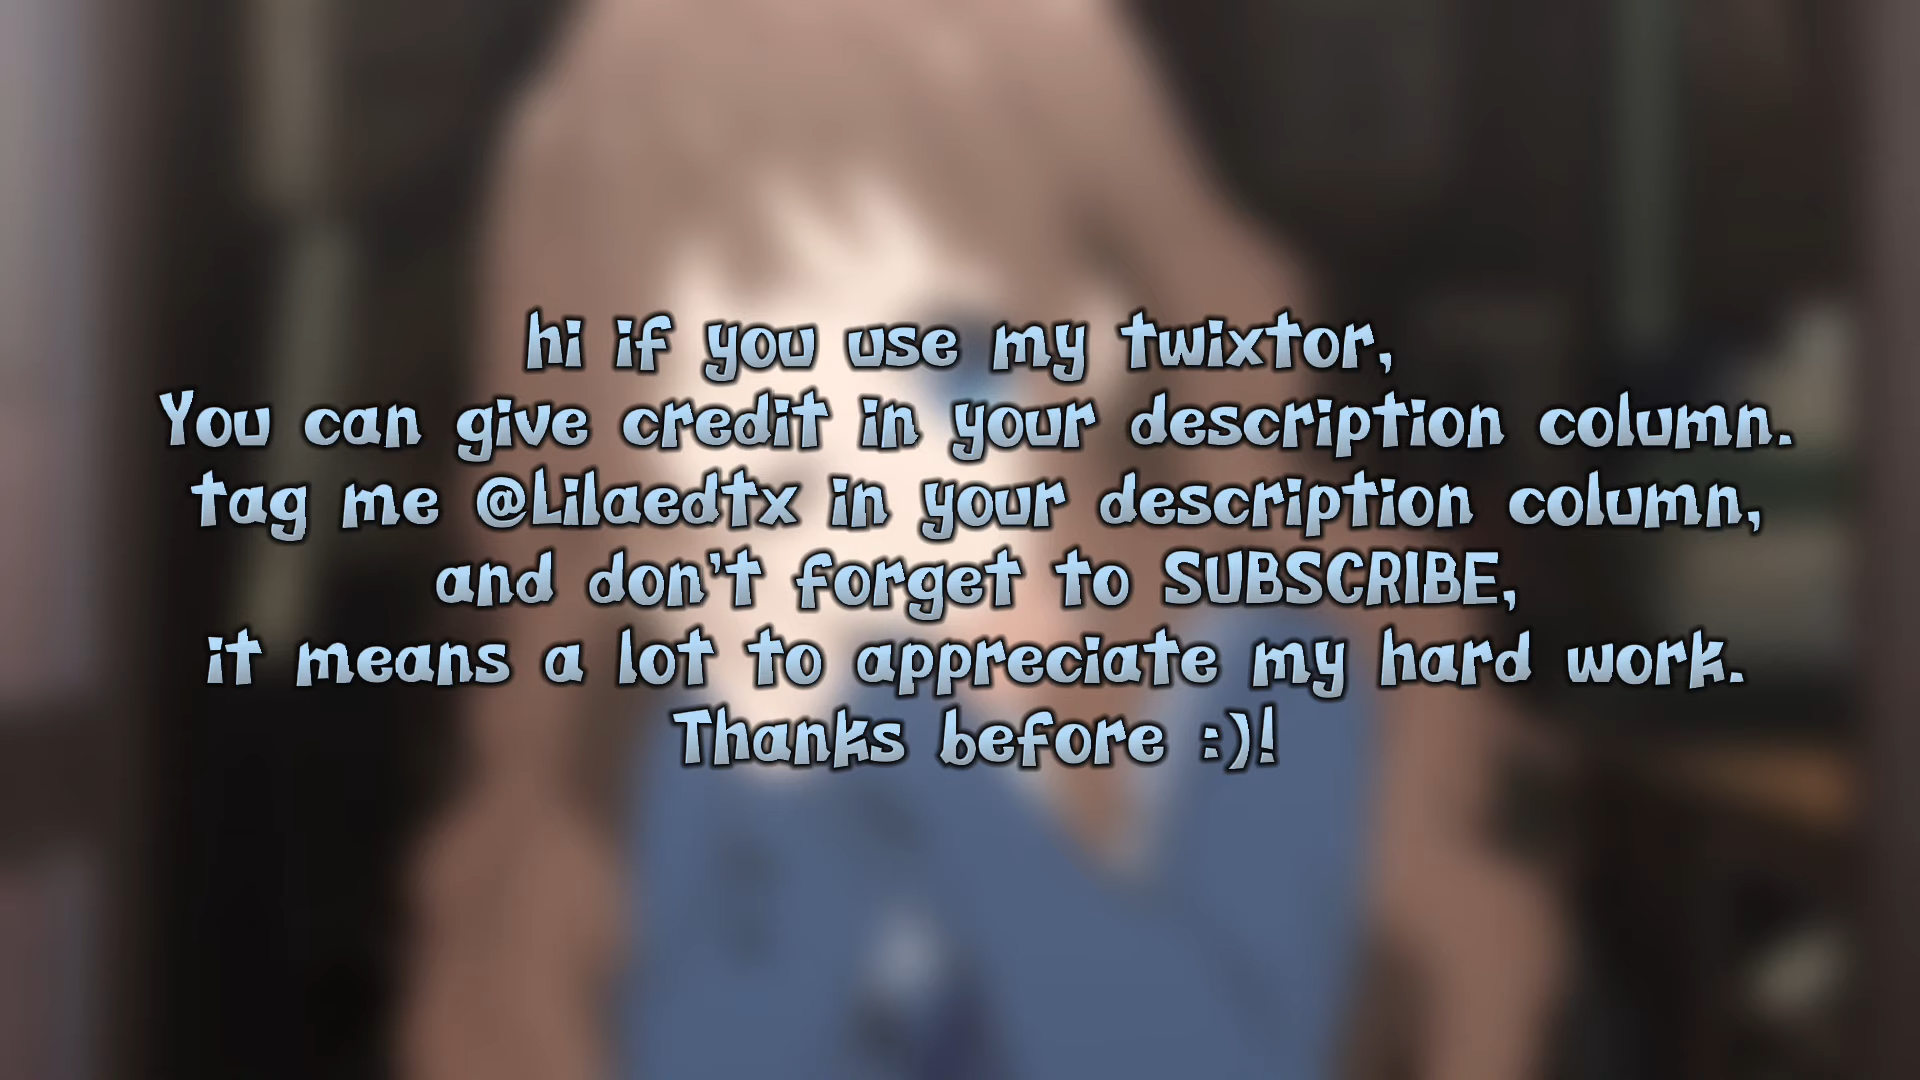 hi if you use my twixtor,
You can give credit in your description column.
tag me @Lilaedtx in your description column,
and don't forget to SUBSCRIBE,
it means a lot to appreciate my hard work.
Thanks before :)!